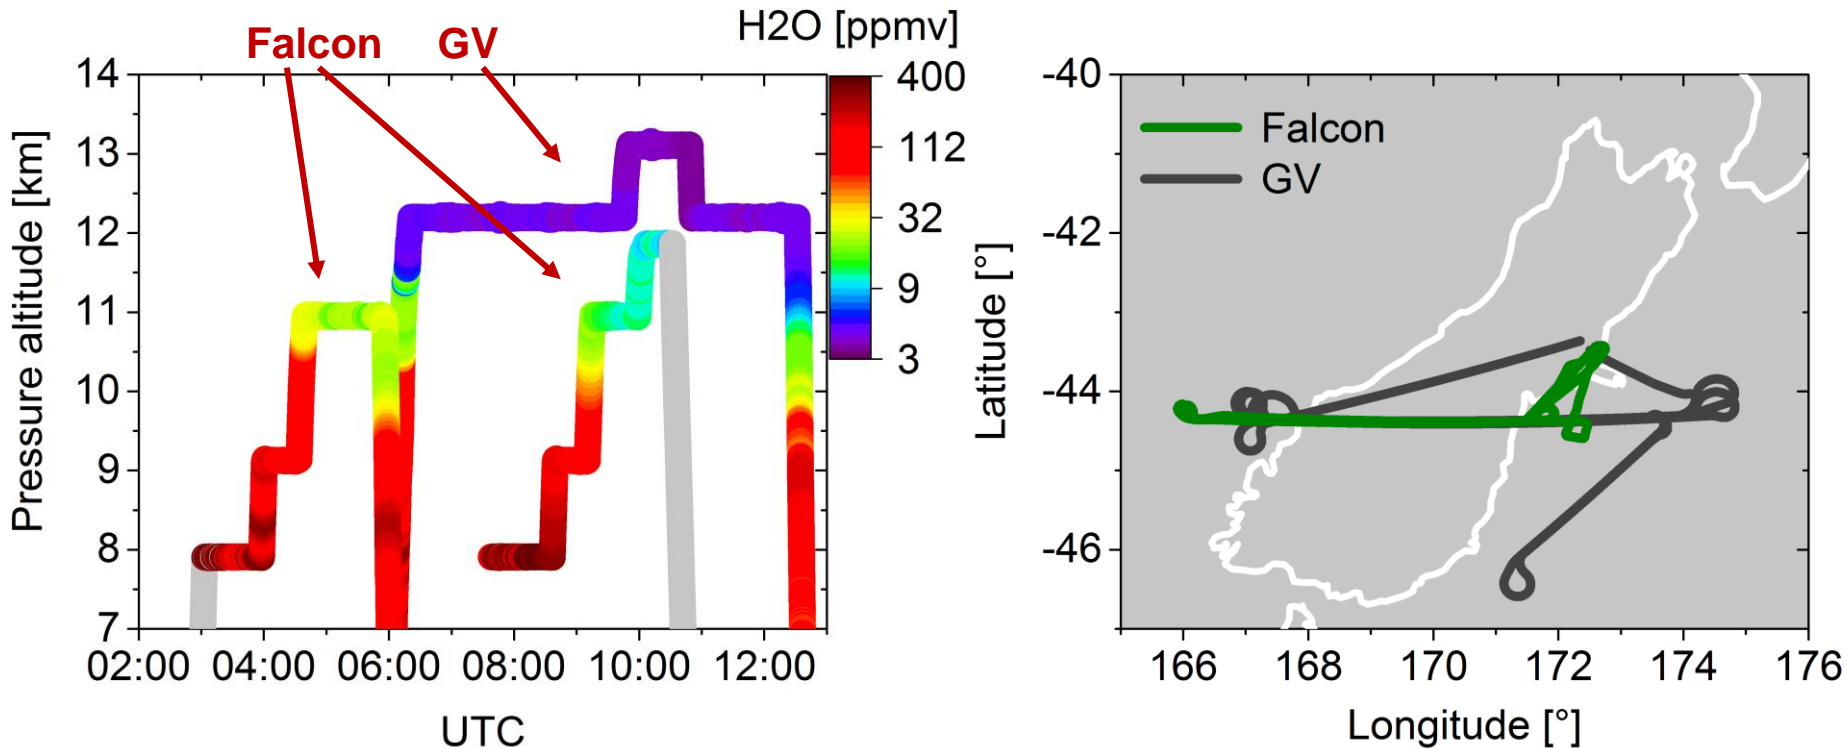 H2O [ppmv]
Falcon GV
14
13
12
11
10
9
8
7
Pressure altitude [km]
02:00 04:00 06:00 08:00 10:00 12:00
UTC
400
112
32
9
3
Falcon
GV
-40
-42
-44
-46
Latitude [°]
166 168 170 172 174 176
Longitude [°]